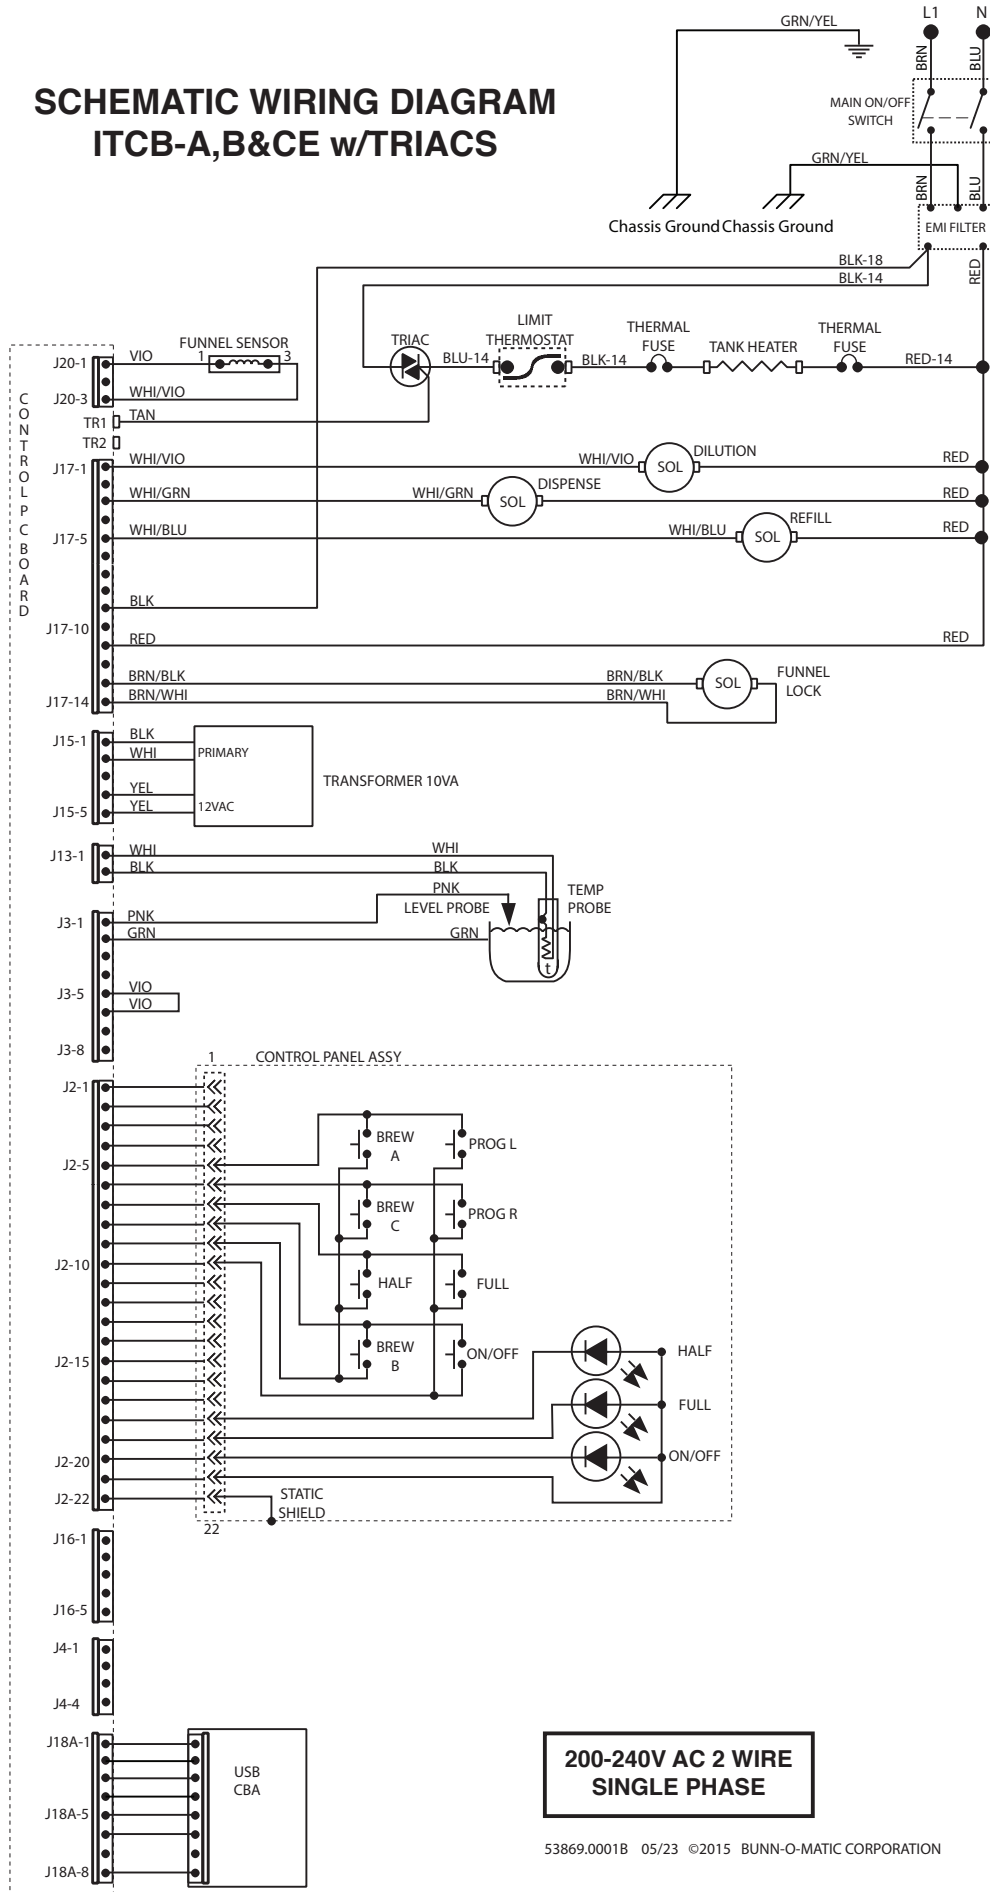 GRN/YEL
L1
N
BRN
BLU
SCHEMATIC WIRING DIAGRAM
ITCB-A,B&CE w/TRIACS
MAIN ON/OFF
SWITCH
GRN/YEL
BRN
BLU
Chassis Ground
Chassis Ground
EMI FILTER
BLK-18
BLK-14
RED
CONTROL P C BOARD
J20-1
VIO
FUNNEL SENSOR
1
3
TRIAC
BLU-14
LIMIT
THERMOSTAT
BLK-14
THERMAL
FUSE
TANK HEATER
THERMAL
FUSE
RED-14
J20-3
WHI/VIO
TR1
TAN
TR2
J17-1
WHI/VIO
WHI/VIO
SOL
DILUTION
RED
WHI/GRN
WHI/GRN
SOL
DISPENSE
RED
J17-5
WHI/BLU
WHI/BLU
SOL
REFILL
RED
BLK
J17-10
RED
RED
BRN/BLK
BRN/BLK
SOL
FUNNEL
LOCK
J17-14
BRN/WHI
BRN/WHI
J15-1
BLK
WHI
PRIMARY
TRANSFORMER 10VA
YEL
J15-5
YEL
12VAC
J13-1
WHI
WHI
BLK
BLK
PNK
LEVEL PROBE
TEMP
PROBE
J3-1
PNK
GRN
GRN
t
J3-5
VIO
VIO
J3-8
1
CONTROL PANEL ASSY
J2-1
BREW
A
PROG L
J2-5
BREW
C
PROG R
J2-10
HALF
FULL
BREW
B
ON/OFF
J2-15
HALF
FULL
J2-20
ON/OFF
J2-22
STATIC
SHIELD
22
J16-1
J16-5
J4-1
J4-4
J18A-1
USB
CBA
J18A-5
J18A-8
200-240V AC 2 WIRE
SINGLE PHASE
53869.0001B 05/23 ©2015 BUNN-O-MATIC CORPORATION